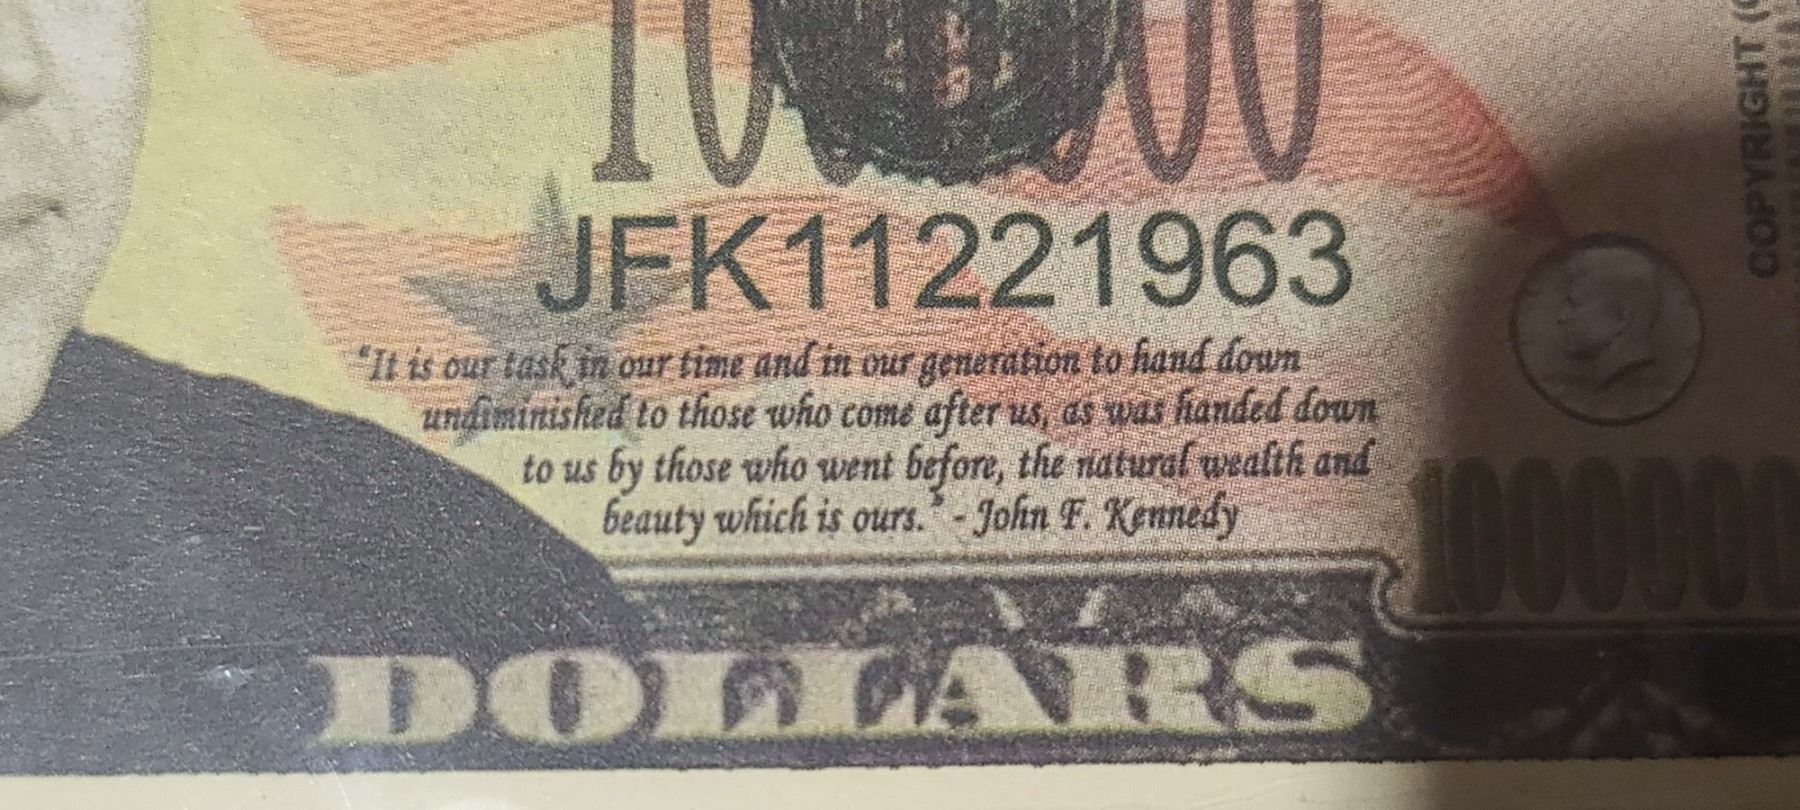 JFK11221963
"It is our task in our time and in our generation to hand down
undiminished to those who come after us, as was handed down
to us by those who went before, the natural wealth and
beauty which is ours." - John F. Kennedy
DOLLARS
COPYRIGHT